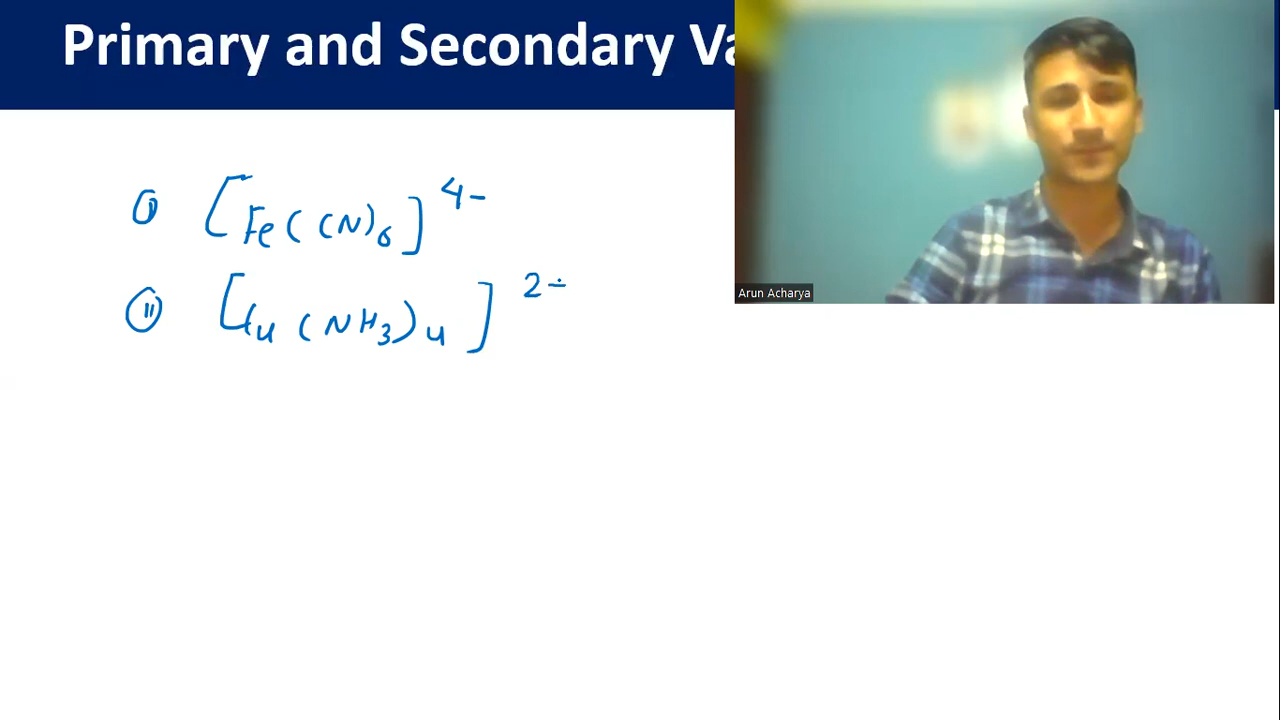 Primary and Secondary Va
Arun Acharya
(i) [Fe(CN)6]4-
(ii) [Cu(NH3)4]2+